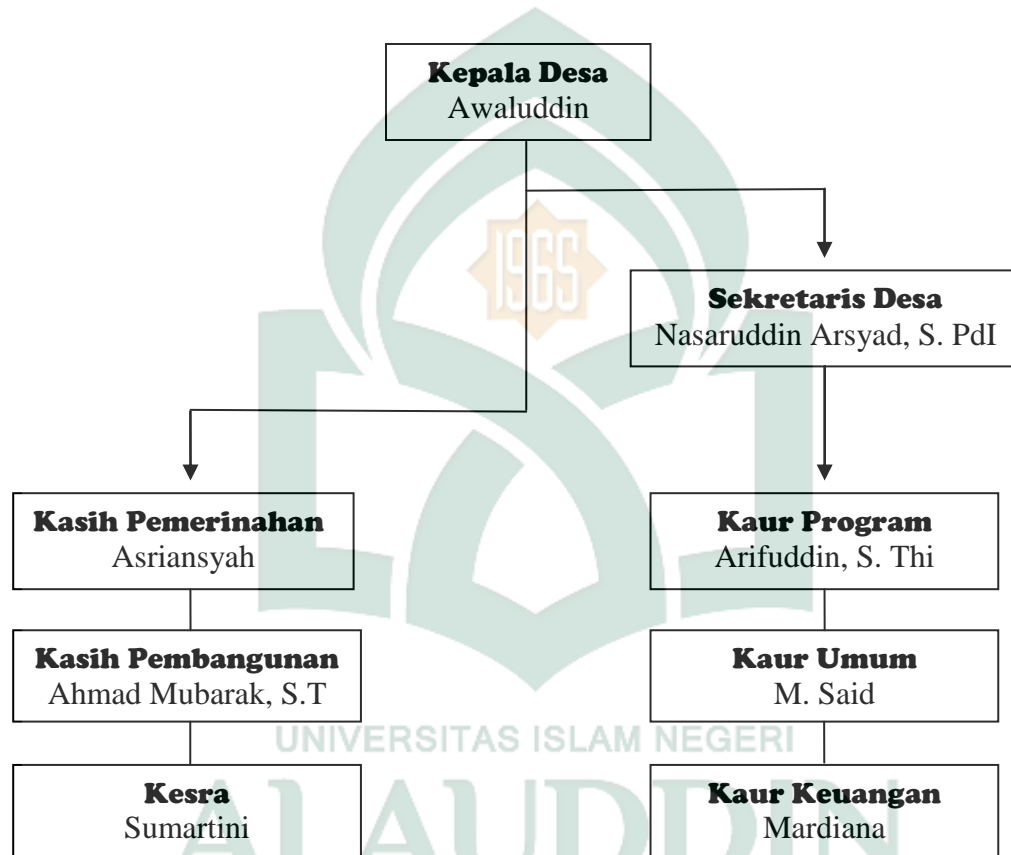 Kepala Desa
Awaluddin
1965
Sekretaris Desa
Nasaruddin Arsyad, S. PdI
Kasih Pemerinahan
Asriansyah
Kaur Program
Arifuddin, S. Thi
Kasih Pembangunan
Ahmad Mubarak, S.T
Kaur Umum
M. Said
UNIVERSITAS ISLAM NEGERI
Kesra
Sumartini
Kaur Keuangan
Mardiana
ALAUDDIN